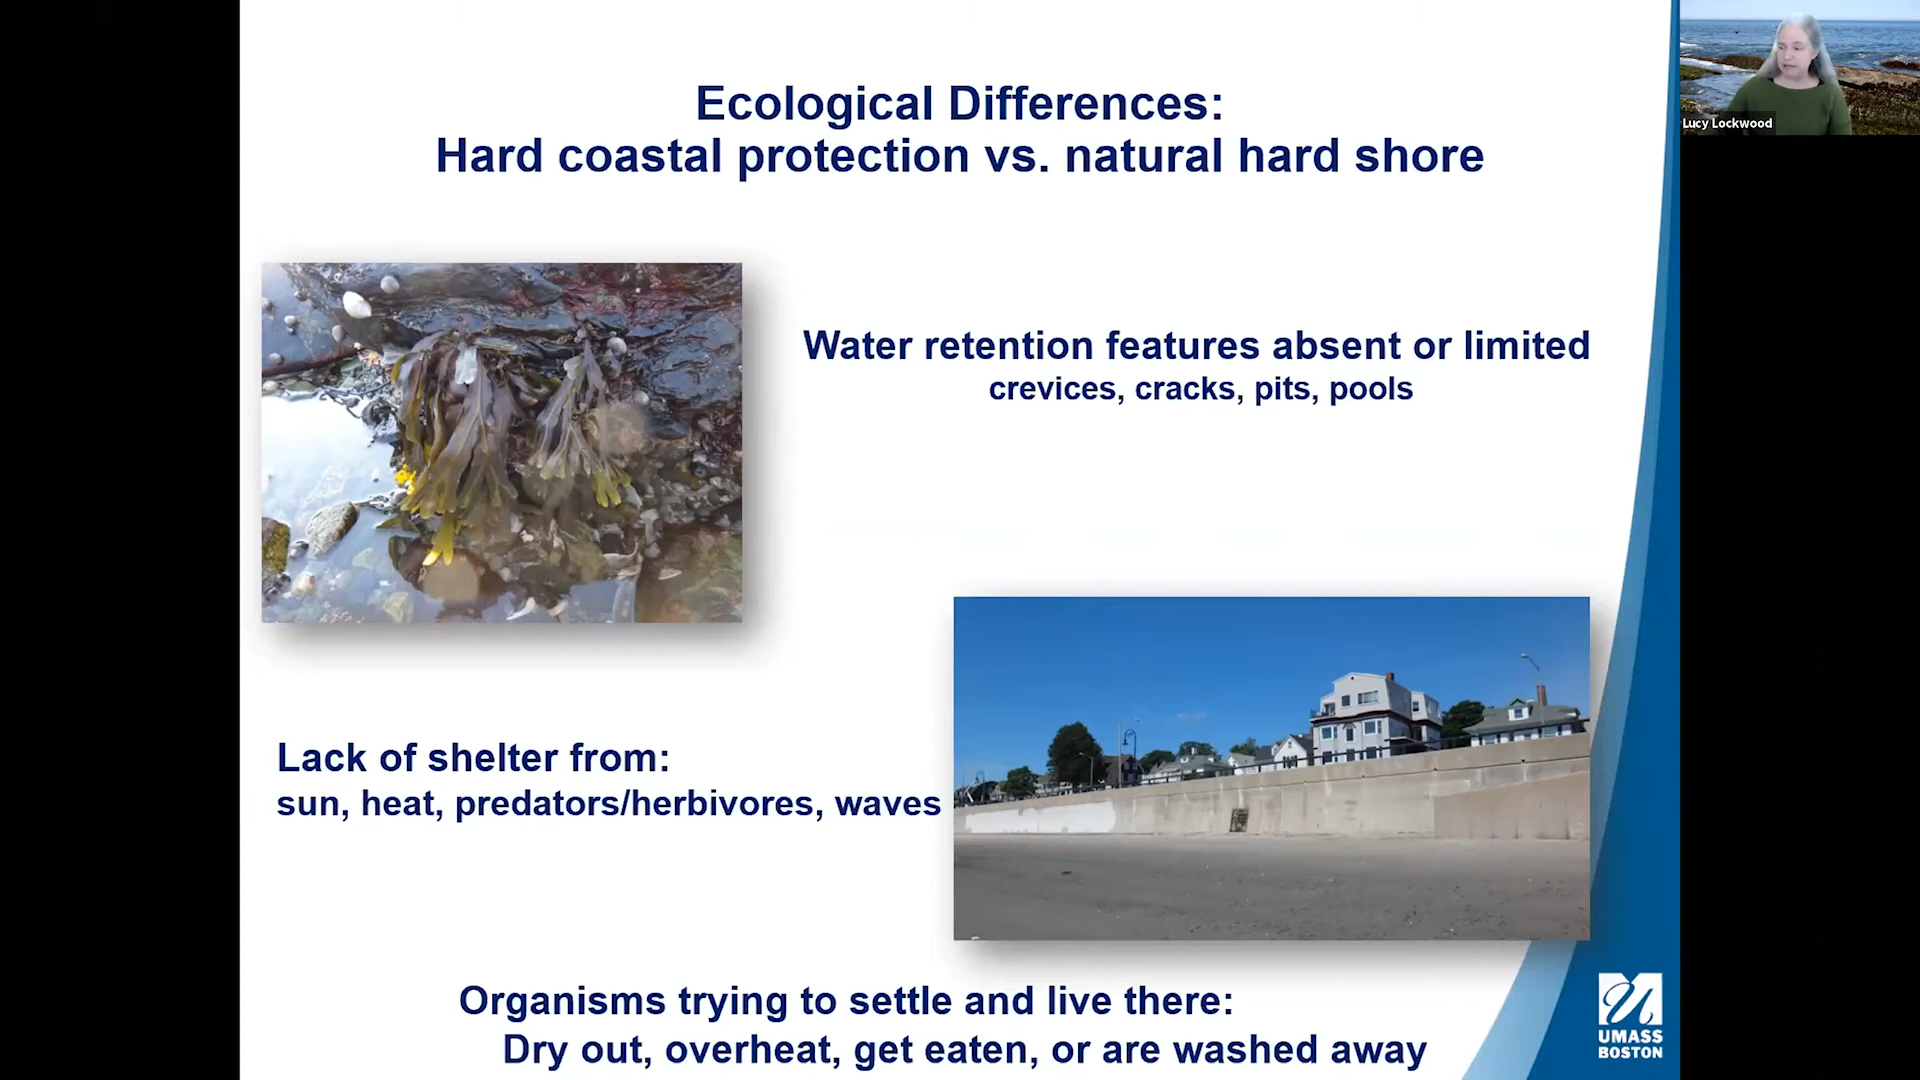 Ecological Differences:
Hard coastal protection vs. natural hard shore
Lucy Lockwood
Water retention features absent or limited
crevices, cracks, pits, pools
Lack of shelter from:
sun, heat, predators/herbivores, waves
Organisms trying to settle and live there:
Dry out, overheat, get eaten, or are washed away
UMASS
BOSTON